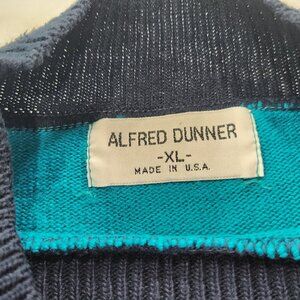 ALFRED DUNNER
-XL-
MADE IN U.S.A.